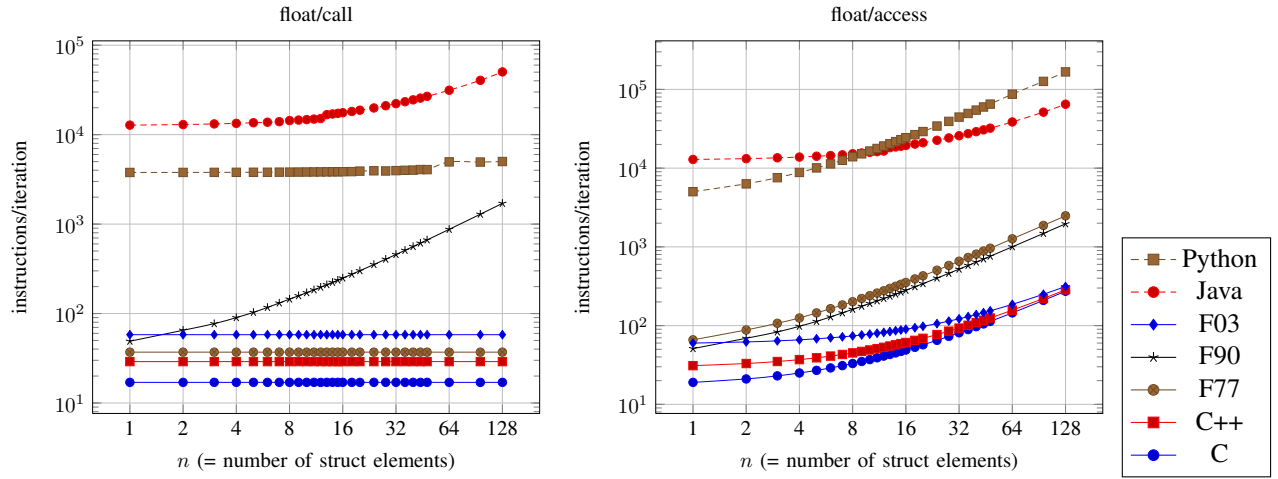 float/call
10^5
10^4
10^3
10^2
10^1
1 2 4 8 16 32 64 128
n (= number of struct elements)
instructions/iteration
float/access
10^5
10^4
10^3
10^2
10^1
1 2 4 8 16 32 64 128
n (= number of struct elements)
instructions/iteration
Python
Java
F03
F90
F77
C++
C